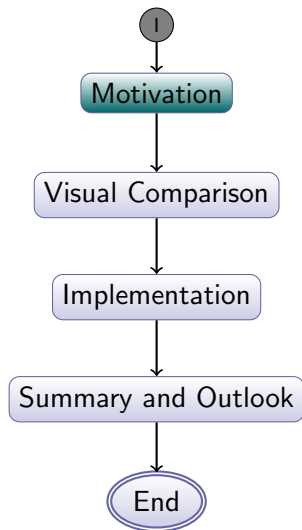 I
Motivation
Visual Comparison
Implementation
Summary and Outlook
End